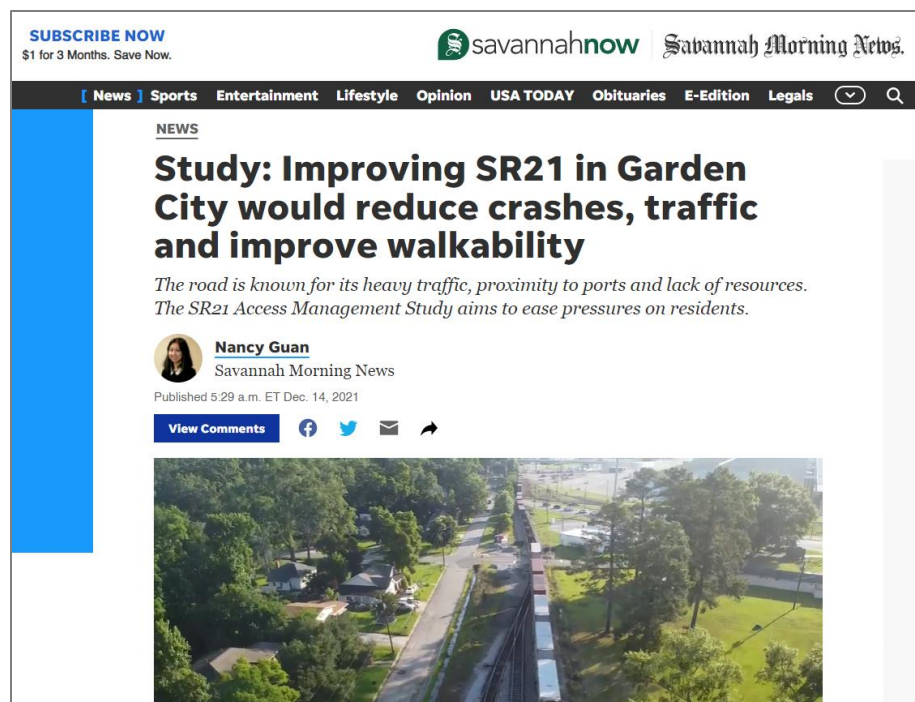 SUBSCRIBE NOW
$1 for 3 Months. Save Now.
savannahnow
Savannah Morning News.
[ News ] Sports Entertainment Lifestyle Opinion USA TODAY Obituaries E-Edition Legals
NEWS
Study: Improving SR21 in Garden
City would reduce crashes, traffic
and improve walkability
The road is known for its heavy traffic, proximity to ports and lack of resources.
The SR21 Access Management Study aims to ease pressures on residents.
Nancy Guan
Savannah Morning News
Published 5:29 a.m. ET Dec. 14, 2021
View Comments